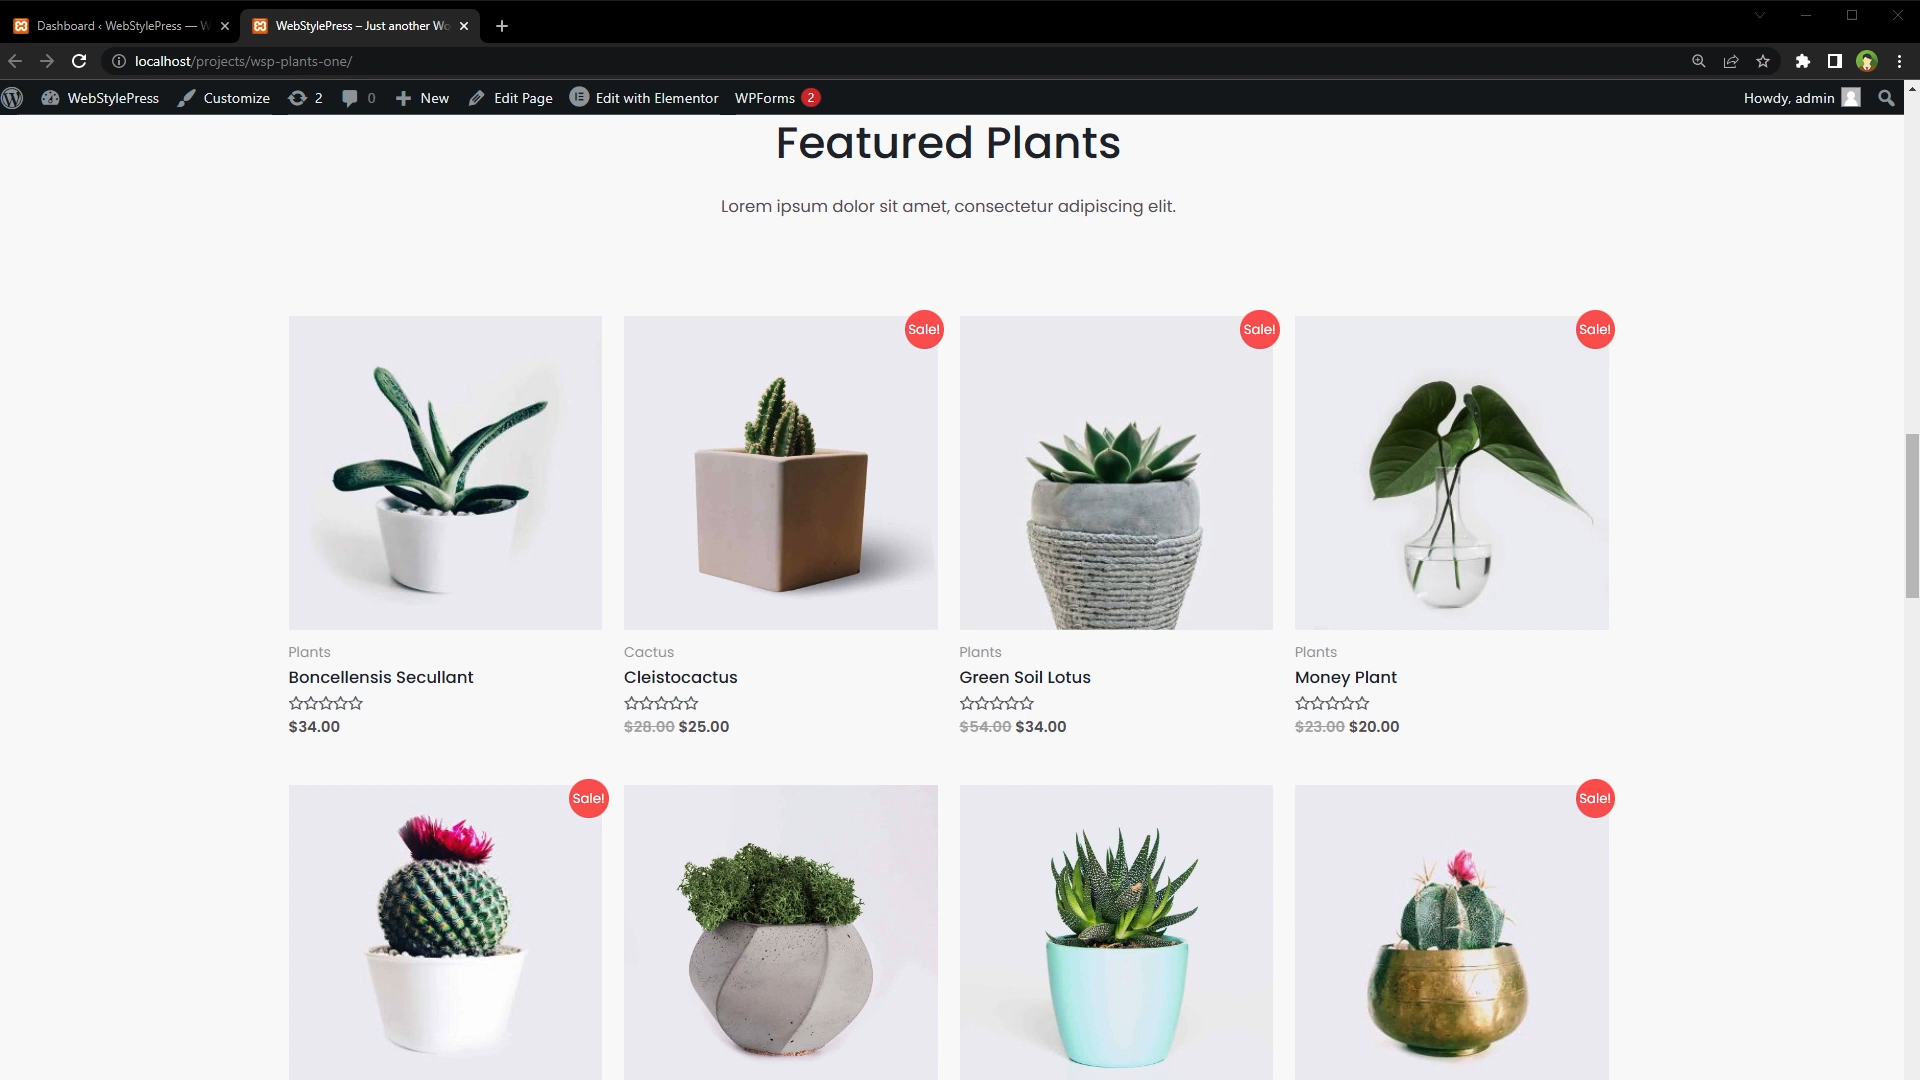 Dashboard ‹ WebStylePress — W
WebStylePress – Just another Wo
localhost/projects/wsp-plants-one/
WebStylePress Customize 2 0 New Edit Page Edit with Elementor WPForms 2 Howdy, admin
Featured Plants
Lorem ipsum dolor sit amet, consectetur adipiscing elit.
Sale! Sale! Sale!
Plants Cactus Plants Plants
Boncellensis Secullant Cleistocactus Green Soil Lotus Money Plant
$34.00 $28.00 $25.00 $54.00 $34.00 $23.00 $20.00
Sale! Sale!